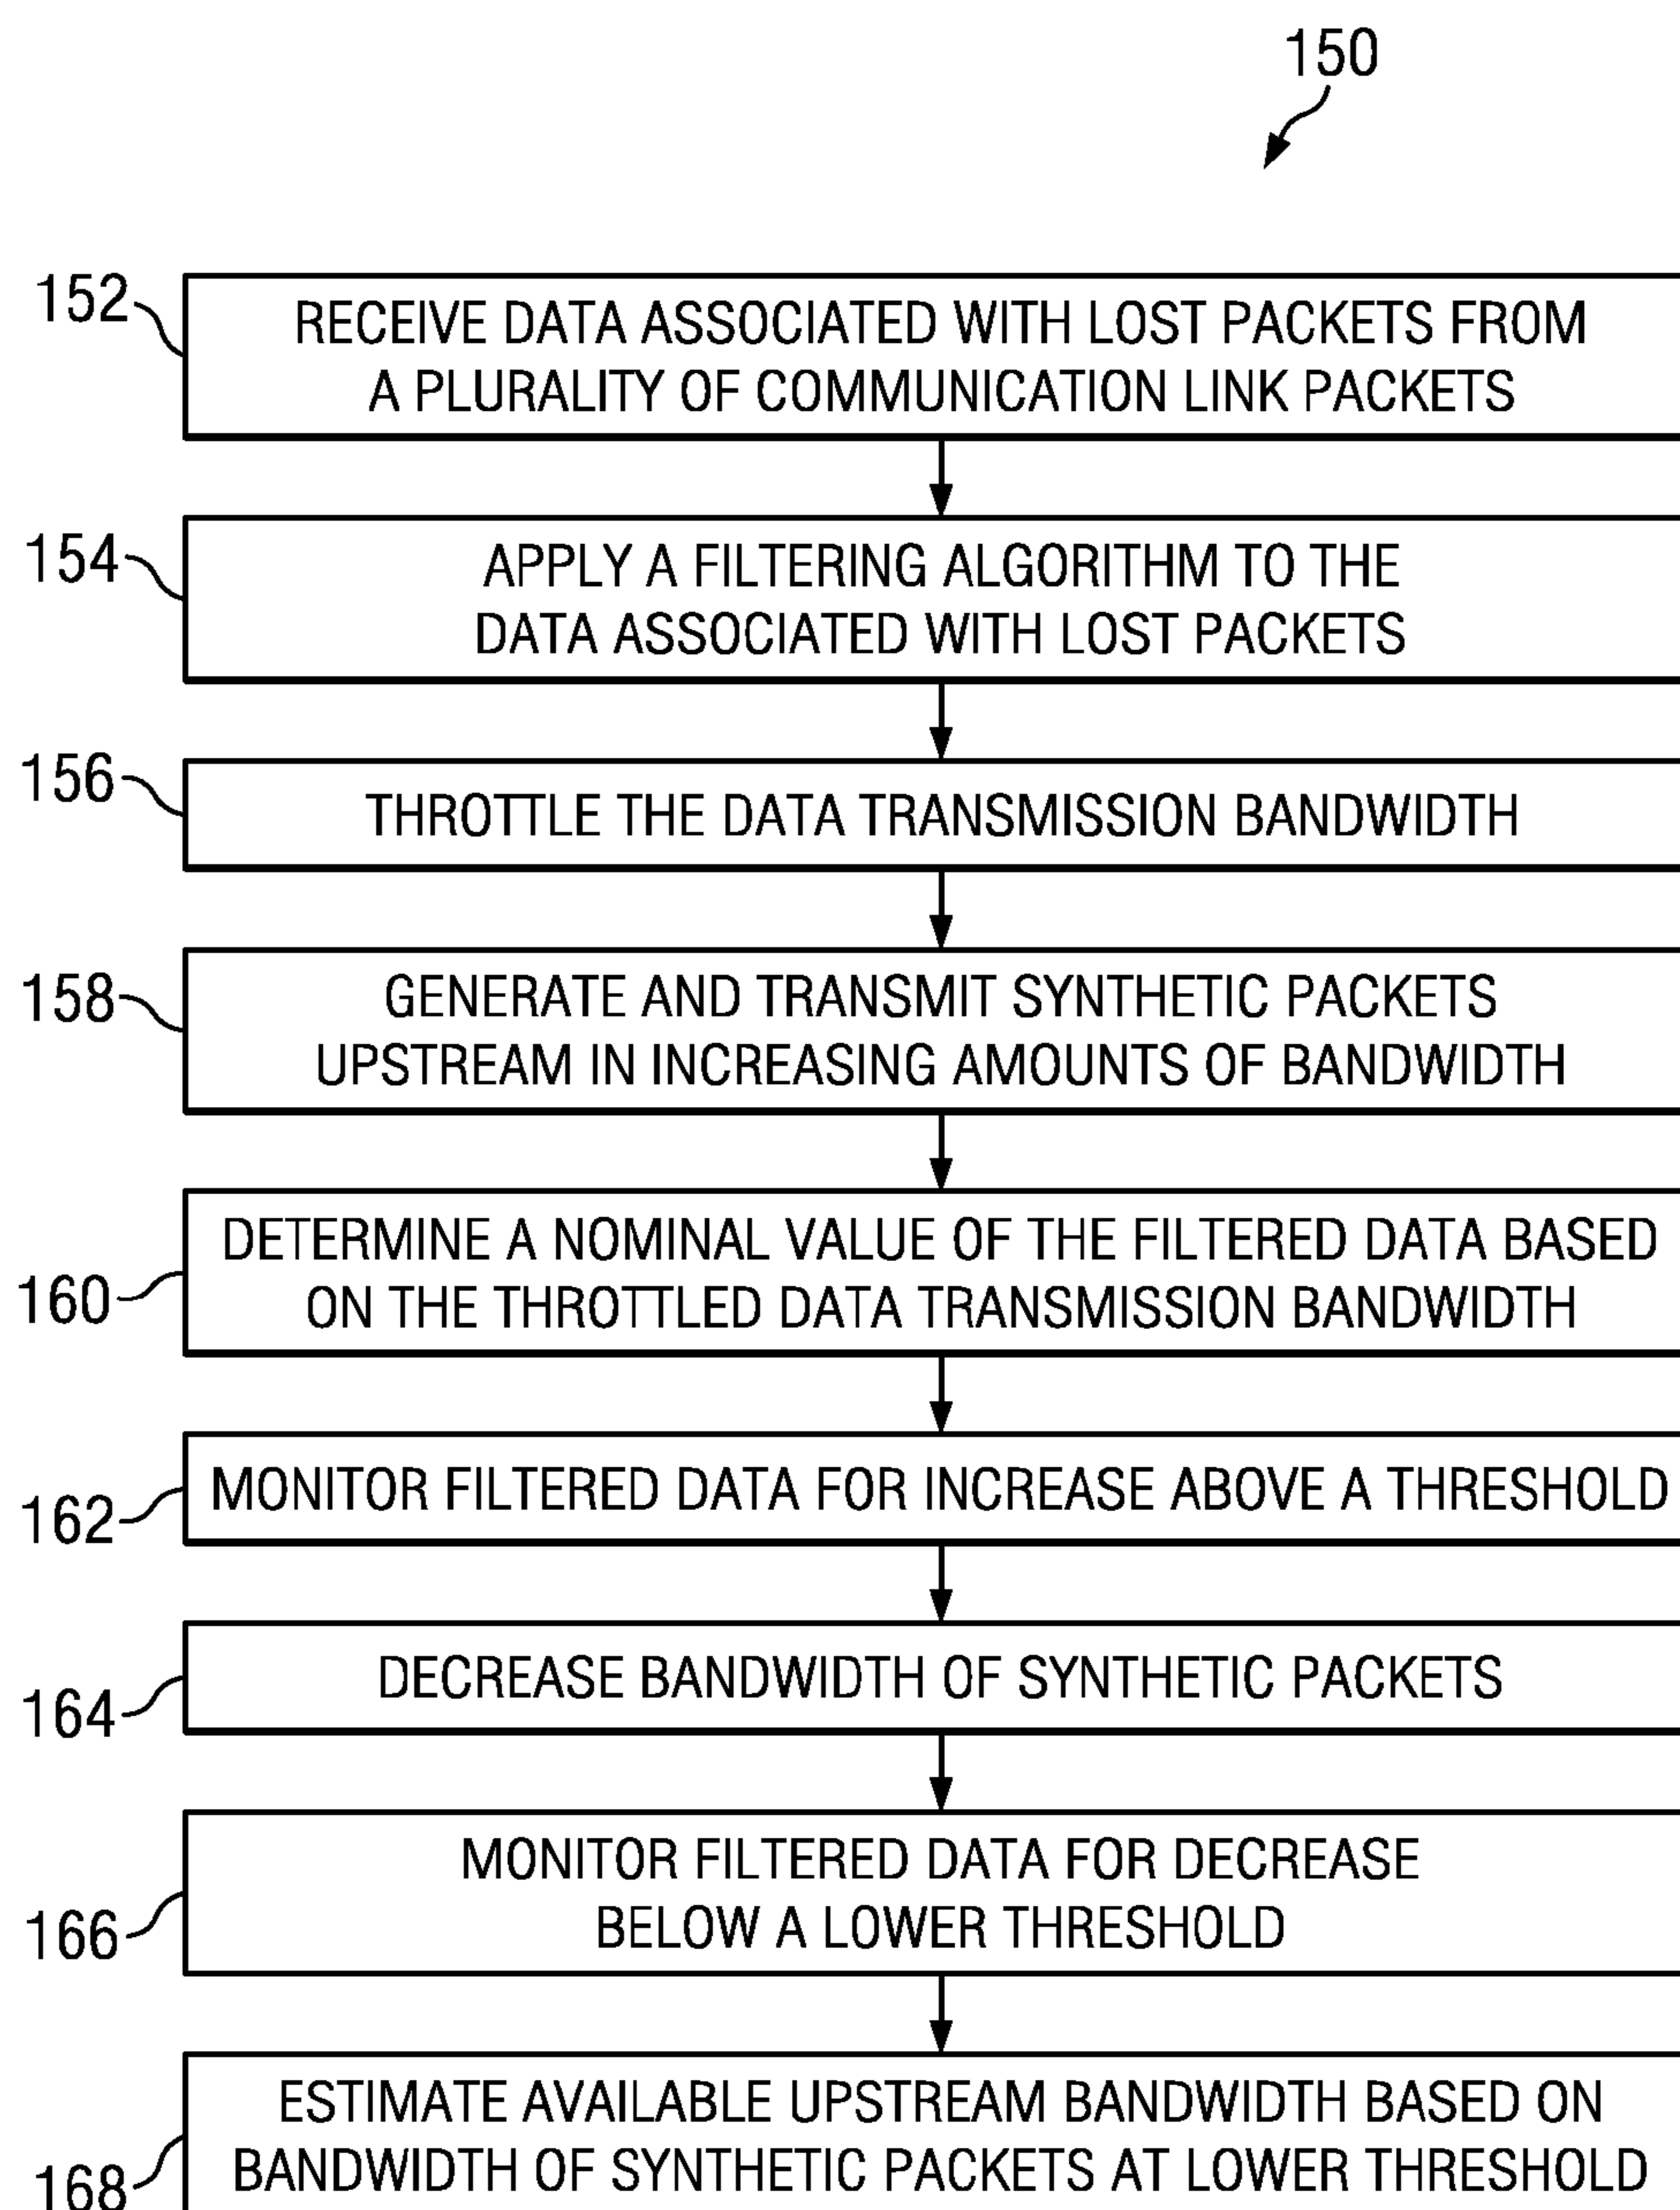 150
152
RECEIVE DATA ASSOCIATED WITH LOST PACKETS FROM
A PLURALITY OF COMMUNICATION LINK PACKETS
154
APPLY A FILTERING ALGORITHM TO THE
DATA ASSOCIATED WITH LOST PACKETS
156
THROTTLE THE DATA TRANSMISSION BANDWIDTH
158
GENERATE AND TRANSMIT SYNTHETIC PACKETS
UPSTREAM IN INCREASING AMOUNTS OF BANDWIDTH
160
DETERMINE A NOMINAL VALUE OF THE FILTERED DATA BASED
ON THE THROTTLED DATA TRANSMISSION BANDWIDTH
162
MONITOR FILTERED DATA FOR INCREASE ABOVE A THRESHOLD
164
DECREASE BANDWIDTH OF SYNTHETIC PACKETS
166
MONITOR FILTERED DATA FOR DECREASE
BELOW A LOWER THRESHOLD
168
ESTIMATE AVAILABLE UPSTREAM BANDWIDTH BASED ON
BANDWIDTH OF SYNTHETIC PACKETS AT LOWER THRESHOLD